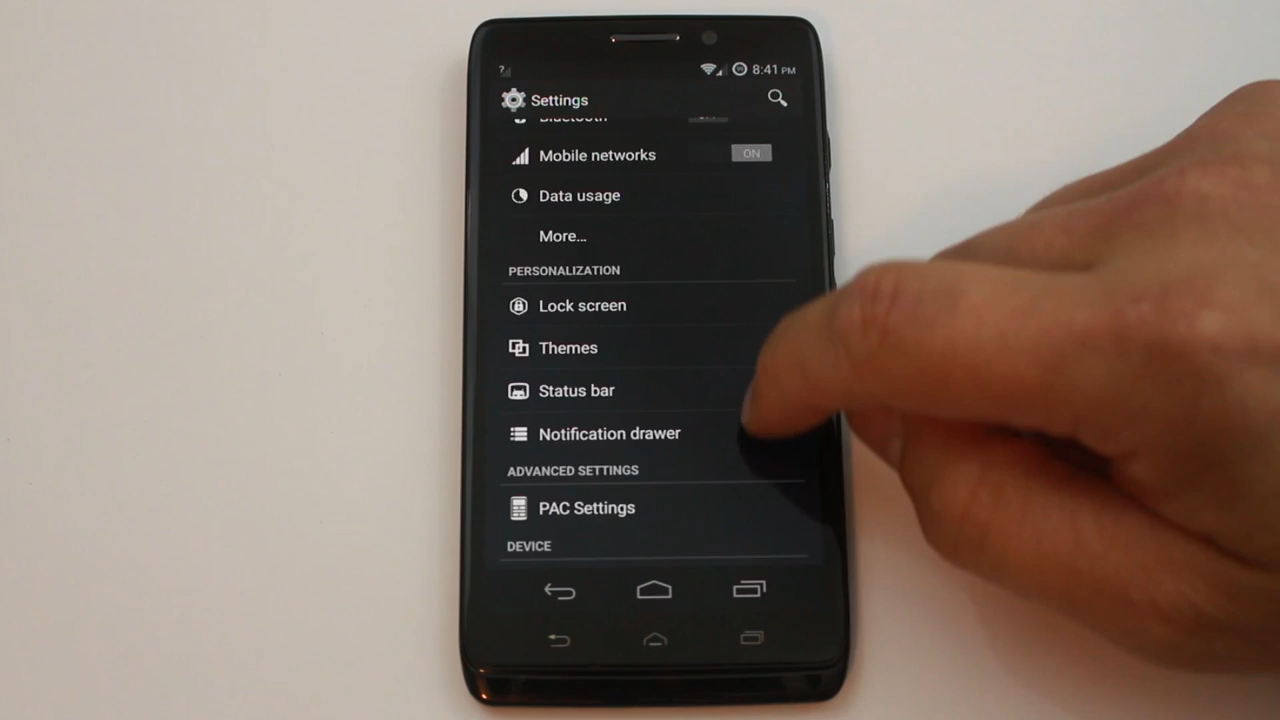 ?
8:41 PM
Settings
Bluetooth
Mobile networks
ON
Data usage
More...
PERSONALIZATION
Lock screen
Themes
Status bar
Notification drawer
ADVANCED SETTINGS
PAC Settings
DEVICE